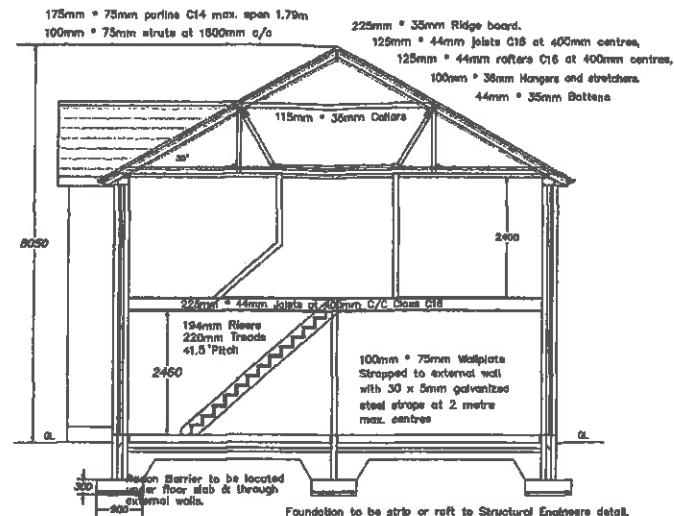 175mm * 75mm purline C14 max. span 1.79m
100mm * 75mm struts at 1800mm c/c
225mm * 35mm Ridge board.
125mm * 44mm joists C16 at 400mm centres,
125mm * 44mm rafters C16 at 400mm centres,
100mm * 38mm Hangers and stretchers.
44mm * 35mm Battens
115mm * 35mm Collars
30°
8050
2400
225mm * 44mm Joists at 400mm C/C Class C16
194mm Risers
220mm Treads
41.5°Pitch
2450
100mm * 75mm Wallplate
Strapped to external wall
with 30 x 5mm galvanized
steel straps at 2 metre
max. centres
GL
GL
Radon Barrier to be located
under floor slab & through
external walls.
300
900
Foundation to be strip or raft to Structural Engineers detail.